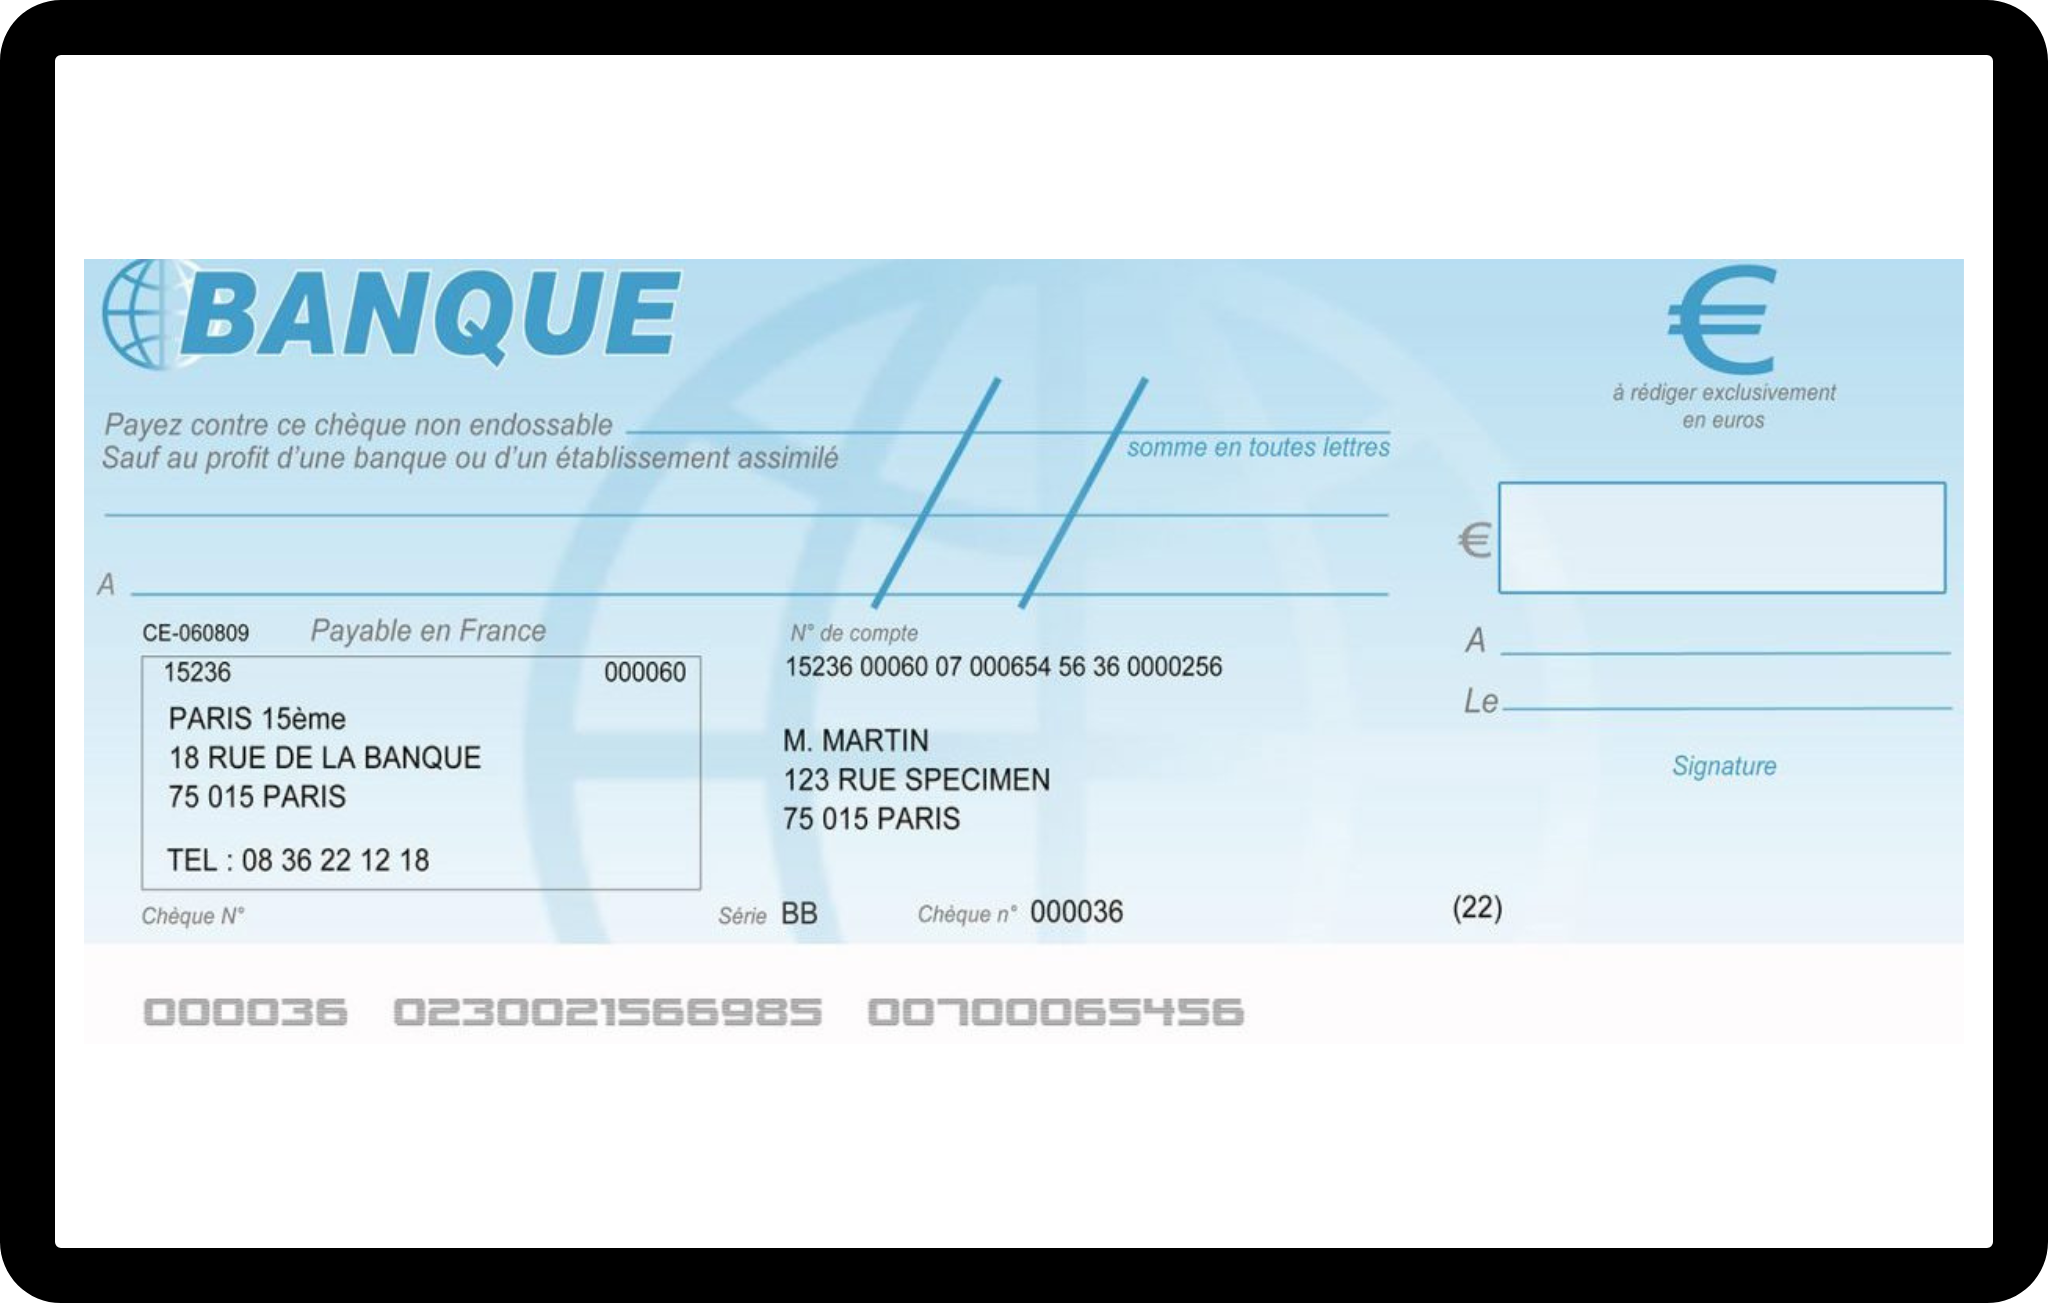 BANQUE
€
à rédiger exclusivement
en euros
Payez contre ce chèque non endossable
somme en toutes lettres
Sauf au profit d'une banque ou d'un établissement assimilé
€
A
A
Le
Signature
CE-060809 Payable en France
15236 000060
PARIS 15ème
18 RUE DE LA BANQUE
75 015 PARIS
TEL : 08 36 22 12 18
N° de compte
15236 00060 07 000654 56 36 0000256
M. MARTIN
123 RUE SPECIMEN
75 015 PARIS
Chèque N° Série BB Chèque n° 000036 (22)
000036 0230021566985 00700065456